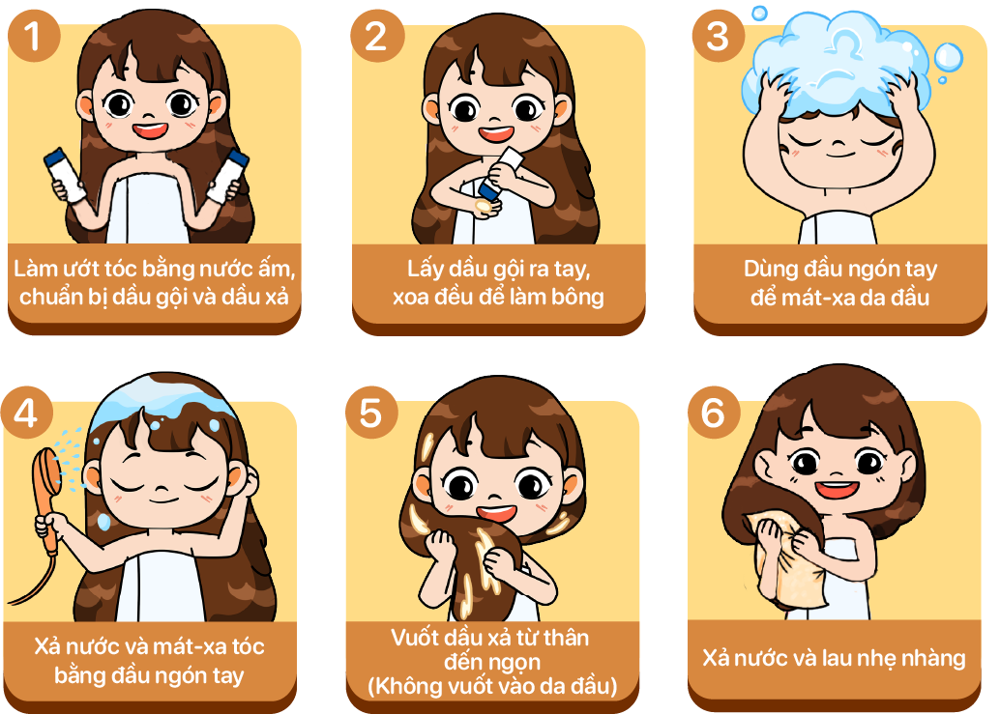 1
Làm ướt tóc bằng nước ấm,
chuẩn bị dầu gội và dầu xả
2
Lấy dầu gội ra tay,
xoa đều để làm bông
3
Dùng đầu ngón tay
để mát-xa da đầu
4
Xả nước và mát-xa tóc
bằng đầu ngón tay
5
Vuốt dầu xả từ thân
đến ngọn
(Không vuốt vào da đầu)
6
Xả nước và lau nhẹ nhàng